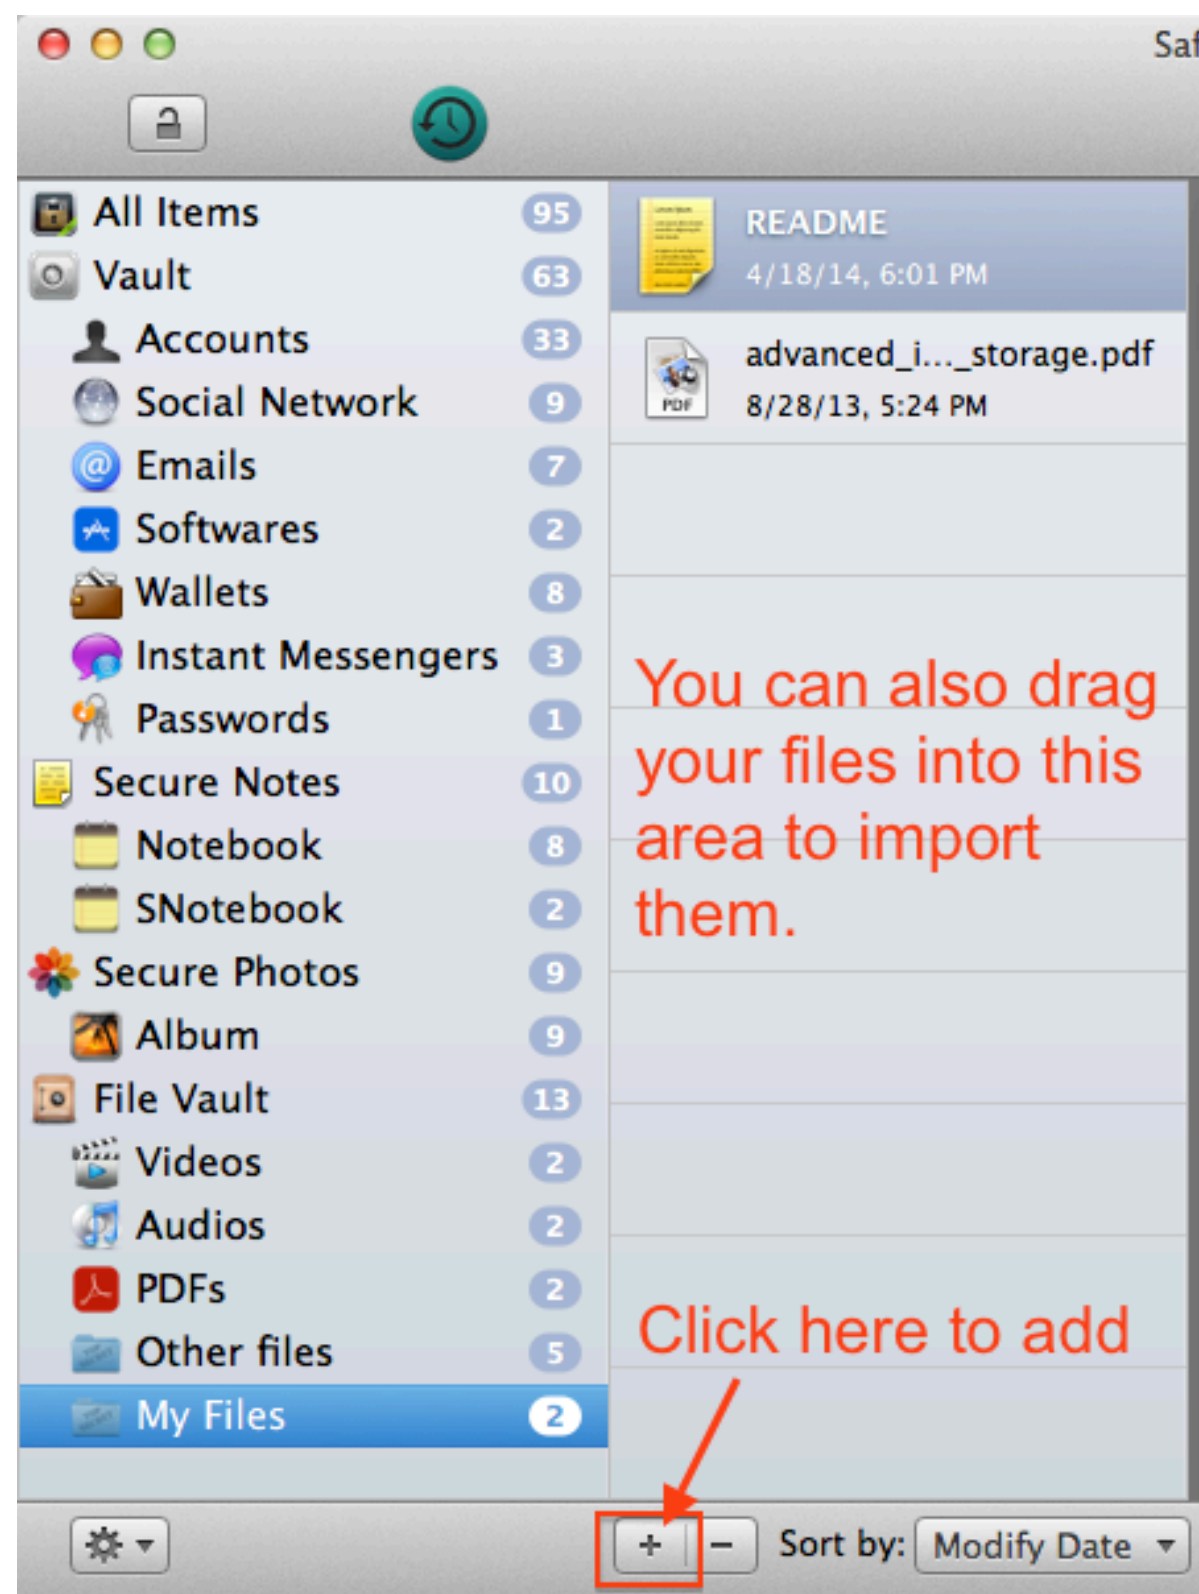 Saf
All Items 95
Vault 63
Accounts 33
Social Network 9
Emails 7
Softwares 2
Wallets 8
Instant Messengers 3
Passwords 1
Secure Notes 10
Notebook 8
SNotebook 2
Secure Photos 9
Album 9
File Vault 13
Videos 2
Audios 2
PDFs 2
Other files 5
My Files 2
README
4/18/14, 6:01 PM
PDF
advanced_i..._storage.pdf
8/28/13, 5:24 PM
You can also drag
your files into this
area to import
them.
Click here to add
+ − Sort by: Modify Date